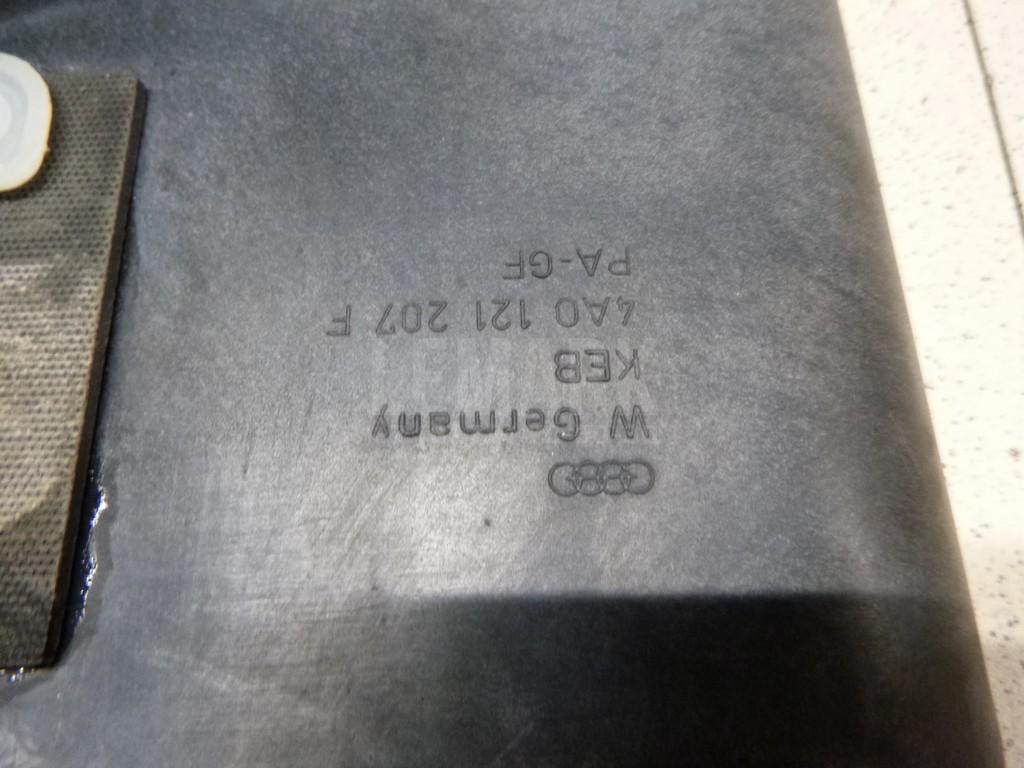 W Germany
KEB
4A0 121 207 F
PA-GF